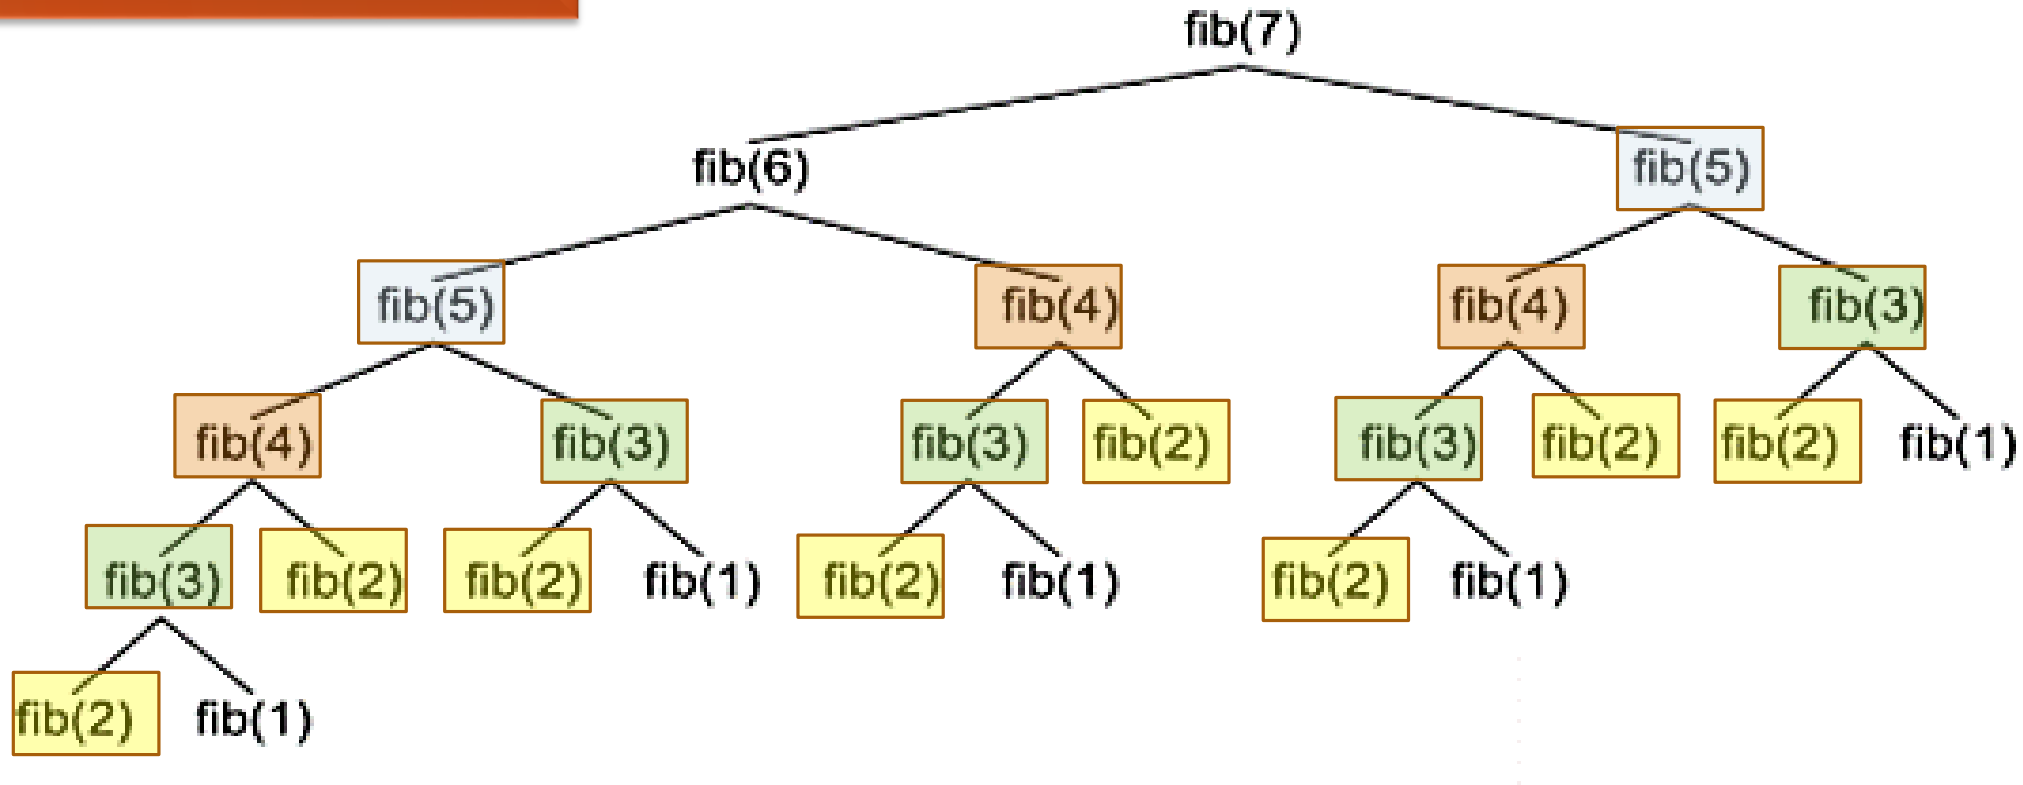 fib(7)
fib(6) fib(5)
fib(5) fib(4) fib(4) fib(3)
fib(4) fib(3) fib(3) fib(2) fib(3) fib(2) fib(2) fib(1)
fib(3) fib(2) fib(2) fib(1) fib(2) fib(1) fib(2) fib(1)
fib(2) fib(1)